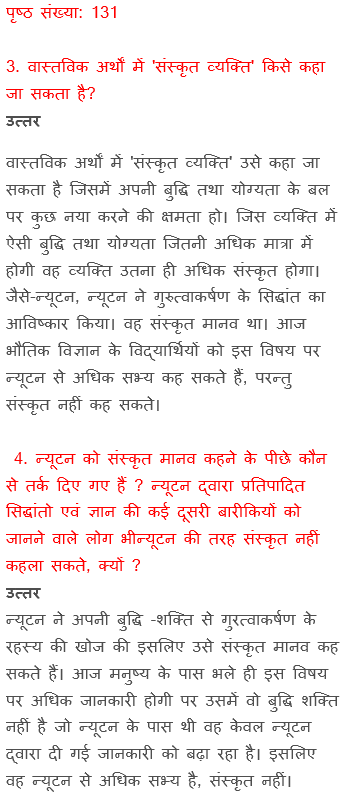 पृष्ठ संख्या: 131
3. वास्तविक अर्थों में 'संस्कृत व्यक्ति' किसे कहा
जा सकता है?
उत्तर
वास्तविक अर्थों में 'संस्कृत व्यक्ति' उसे कहा जा
सकता है जिसमें अपनी बुद्धि तथा योग्यता के बल
पर कुछ नया करने की क्षमता हो। जिस व्यक्ति में
ऐसी बुद्धि तथा योग्यता जितनी अधिक मात्रा में
होगी वह व्यक्ति उतना ही अधिक संस्कृत होगा।
जैसे-न्यूटन, न्यूटन ने गुरुत्वाकर्षण के सिद्धांत का
आविष्कार किया। वह संस्कृत मानव था। आज
भौतिक विज्ञान के विद्यार्थियों को इस विषय पर
न्यूटन से अधिक सभ्य कह सकते हैं, परन्तु
संस्कृत नहीं कह सकते।
4. न्यूटन को संस्कृत मानव कहने के पीछे कौन
से तर्क दिए गए हैं ? न्यूटन द्वारा प्रतिपादित
सिद्धांतो एवं ज्ञान की कई दूसरी बारीकियों को
जानने वाले लोग भीन्यूटन की तरह संस्कृत नहीं
कहला सकते, क्यों ?
उत्तर
न्यूटन ने अपनी बुद्धि -शक्ति से गुरत्वाकर्षण के
रहस्य की खोज की इसलिए उसे संस्कृत मानव कह
सकते हैं। आज मनुष्य के पास भले ही इस विषय
पर अधिक जानकारी होगी पर उसमें वो बुद्धि शक्ति
नहीं है जो न्यूटन के पास थी वह केवल न्यूटन
द्वारा दी गई जानकारी को बढ़ा रहा है। इसलिए
वह न्यूटन से अधिक सभ्य है, संस्कृत नहीं।